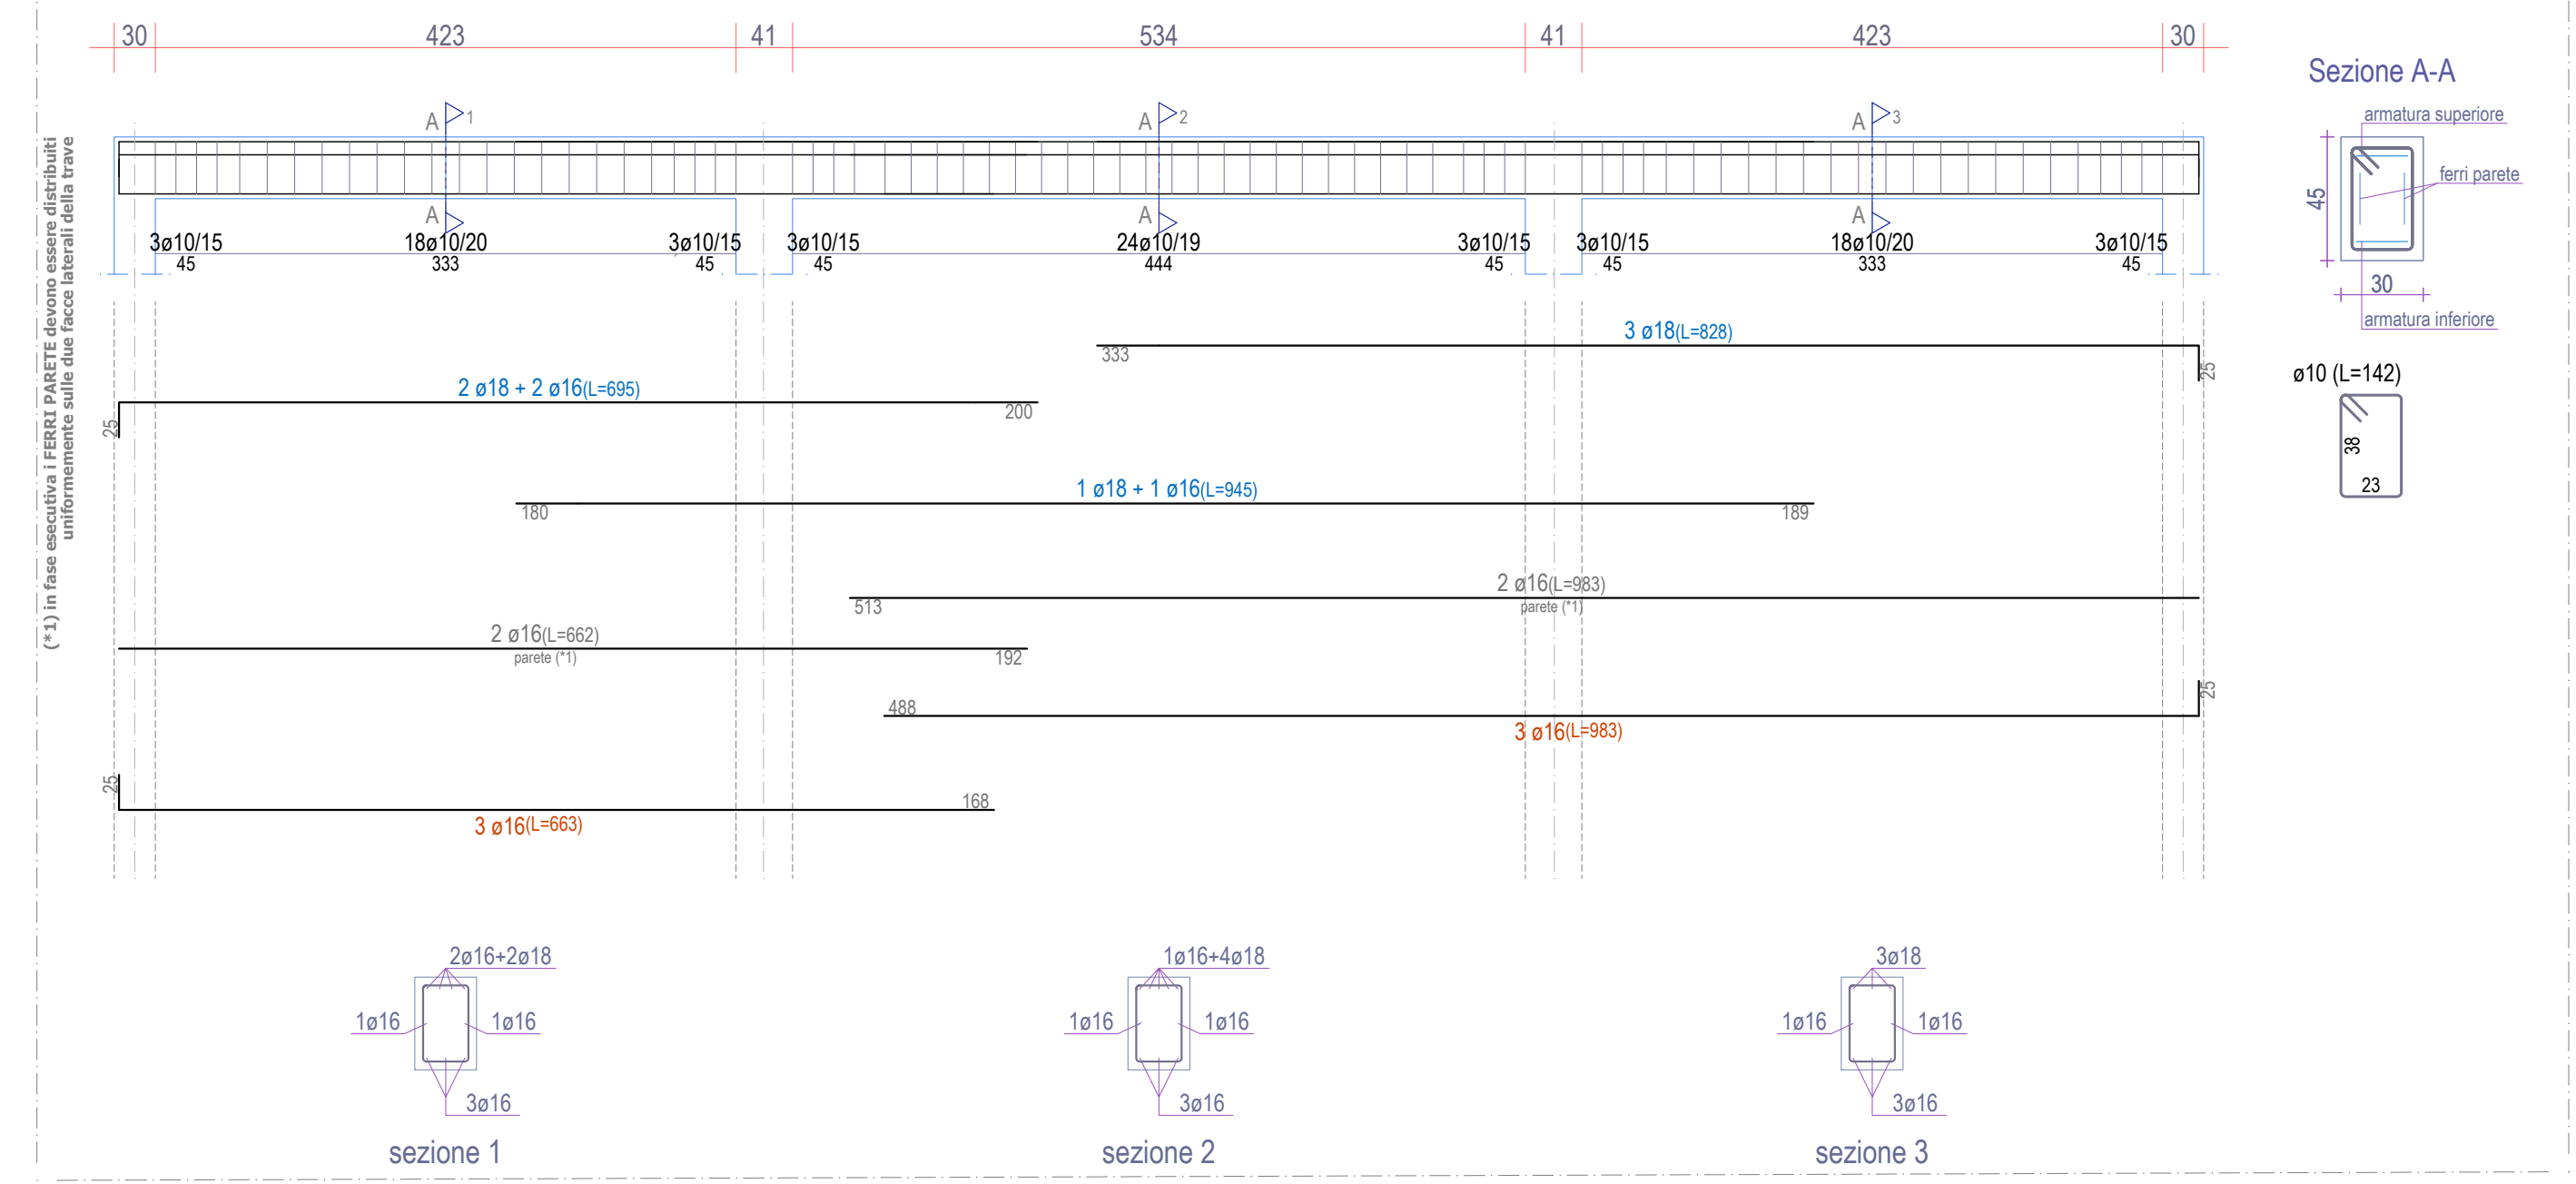 30 423 41 534 41 423 30
Sezione A-A
armatura superiore
ferri parete
45
30
armatura inferiore
(*1) in fase esecutiva i FERRI PARETE devono essere distribuiti
uniformemente sulle due facce laterali della trave
A 1 A 2 A 3
A A A
3ø10/15 18ø10/20 3ø10/15 3ø10/15 24ø10/19 3ø10/15 3ø10/15 18ø10/20 3ø10/15
45 333 45 45 444 45 45 333 45
3 ø18(L=828)
333
25
ø10 (L=142)
38
23
2 ø18 + 2 ø16(L=695)
25
200
1 ø18 + 1 ø16(L=945)
180 189
2 ø16(L=983)
513
parete (*1)
2 ø16(L=662)
parete (*1)
192
25
488
3 ø16(L=983)
25
168
3 ø16(L=663)
2ø16+2ø18
1ø16 1ø16
3ø16
sezione 1
1ø16+4ø18
1ø16 1ø16
3ø16
sezione 2
3ø18
1ø16 1ø16
3ø16
sezione 3